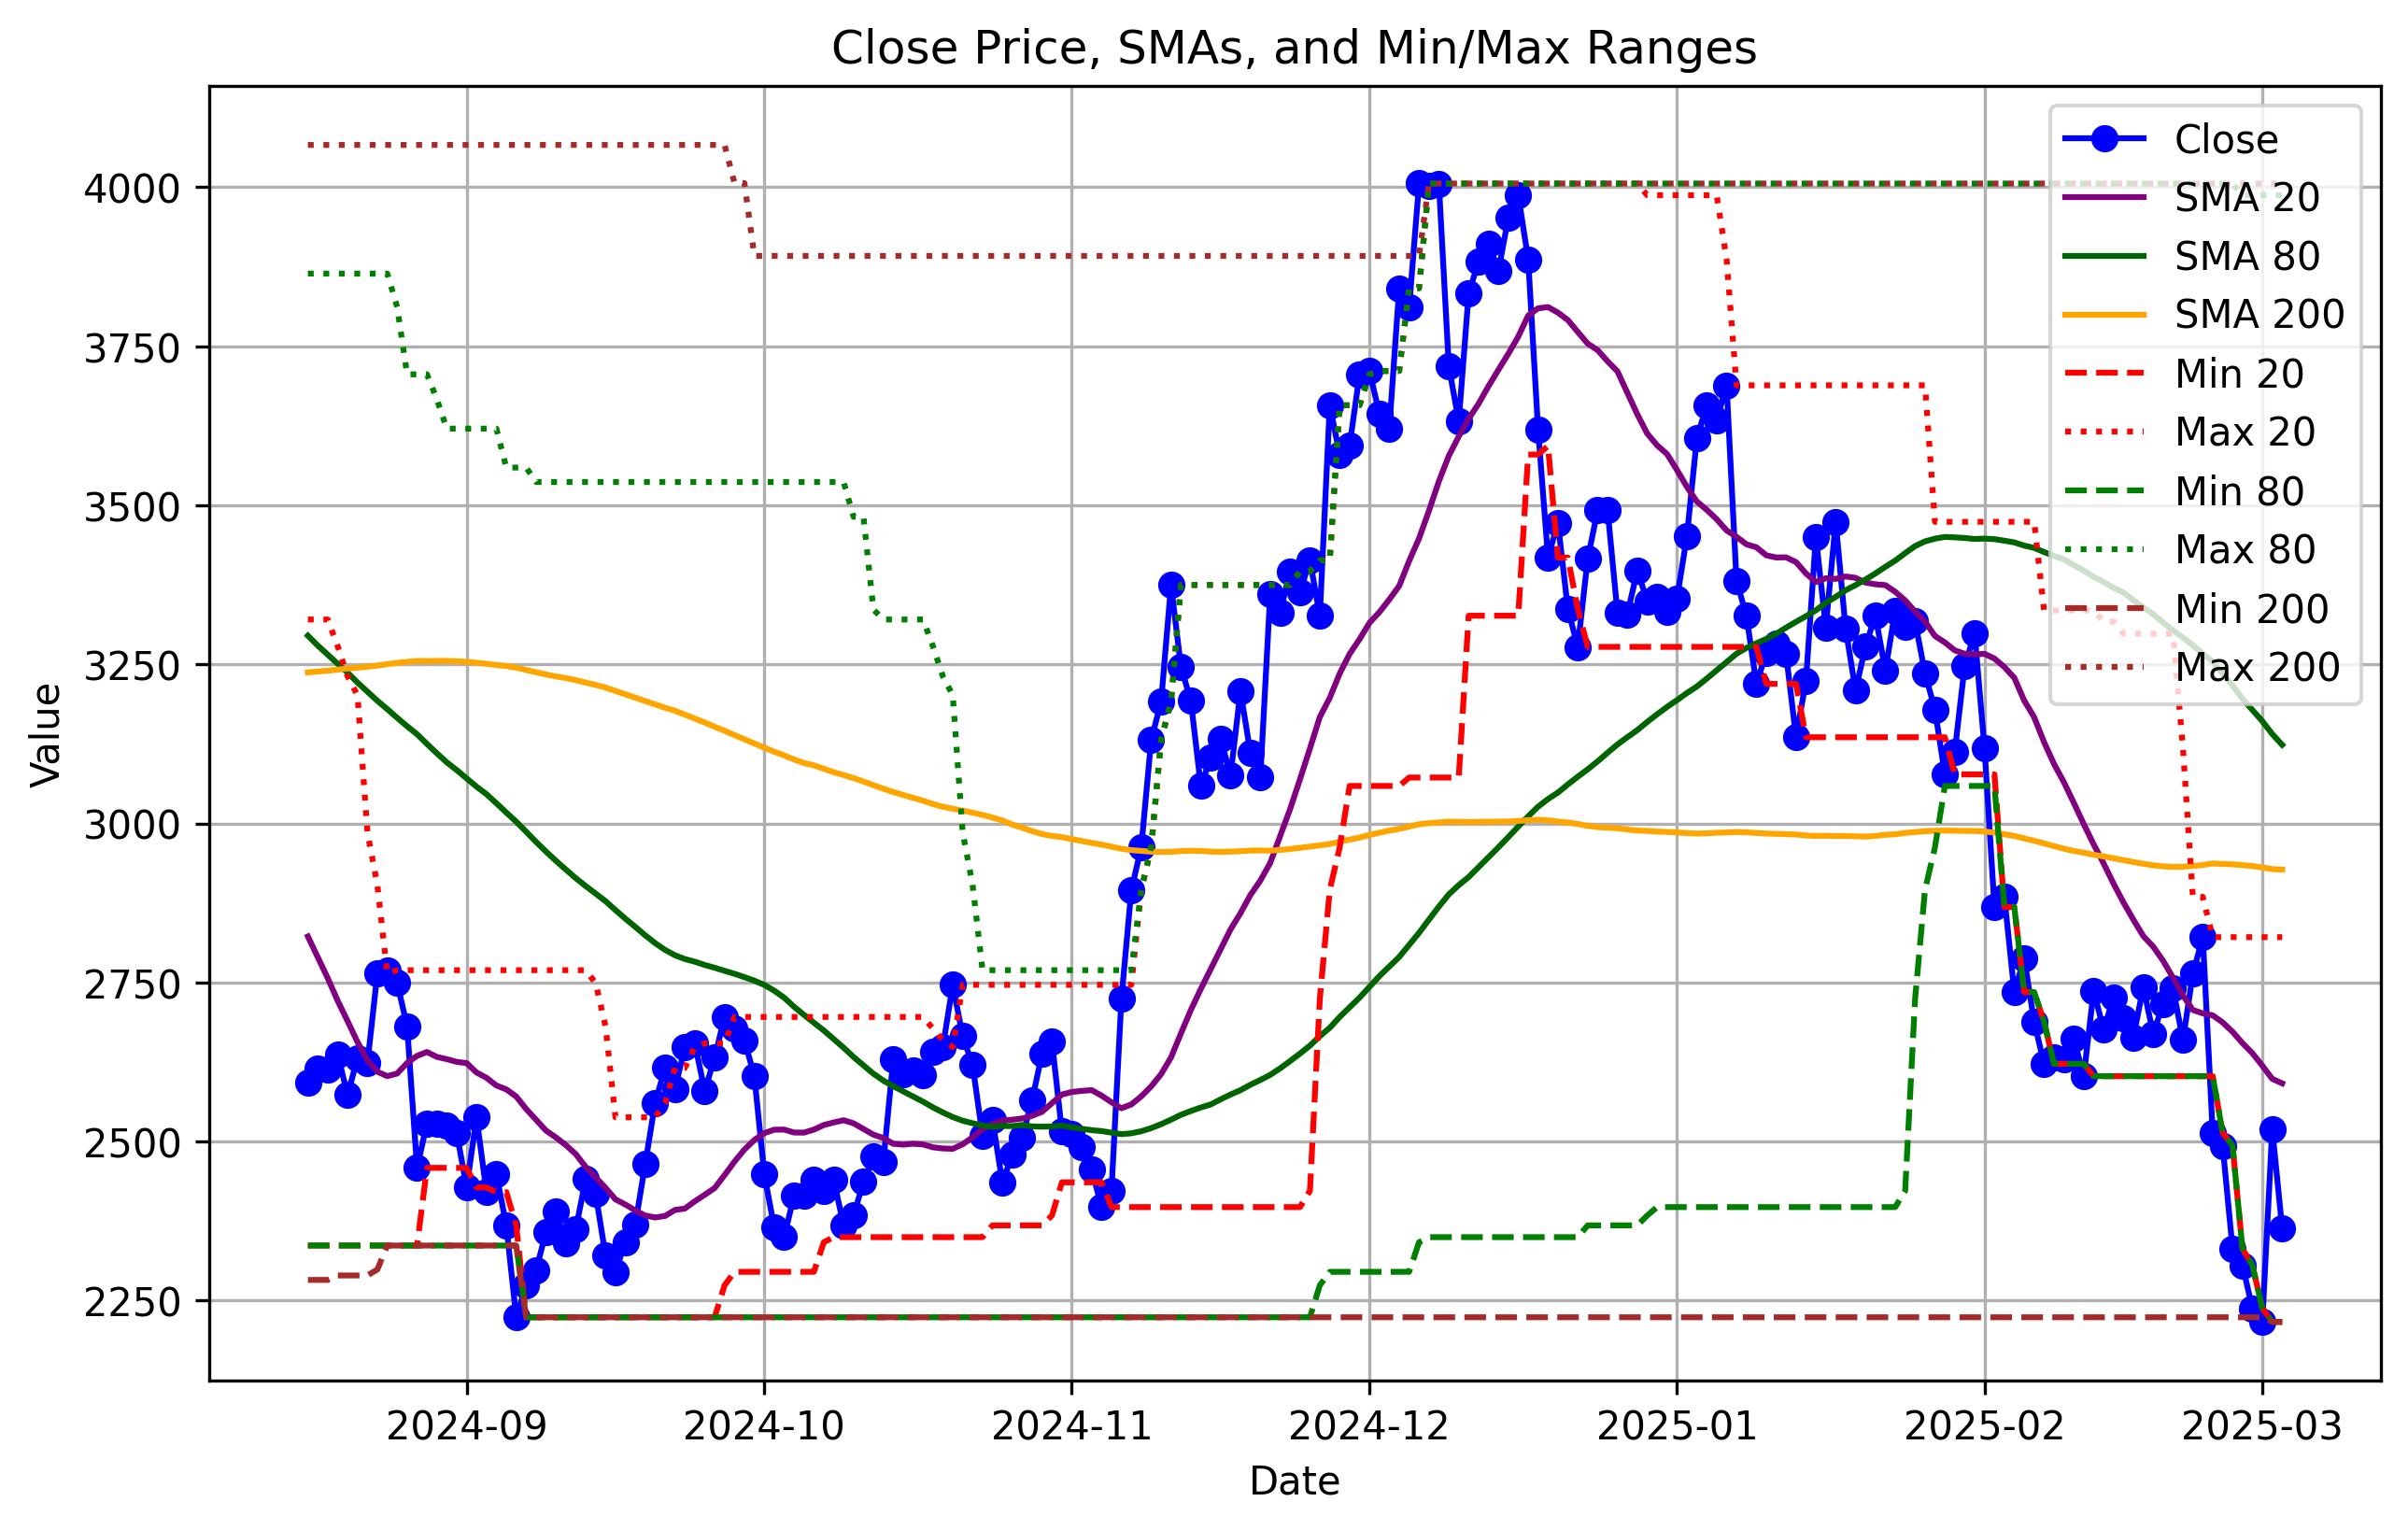 Close Price, SMAs, and Min/Max Ranges
Value
4000
3750
3500
3250
3000
2750
2500
2250
Close
SMA 20
SMA 80
SMA 200
Min 20
Max 20
Min 80
Max 80
Min 200
Max 200
2024-09
2024-10
2024-11
2024-12
2025-01
2025-02
2025-03
Date